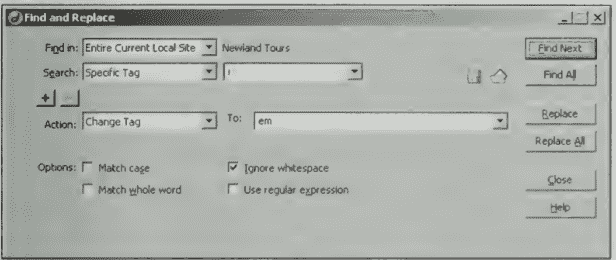 Find and Replace
Find in: Entire Current Local Site Newland Tours Find Next
Search: Specific Tag i Find All
+ -
Action: Change Tag To: em Replace
Replace All
Options: Match case Ignore whitespace Close
Match whole word Use regular expression Help